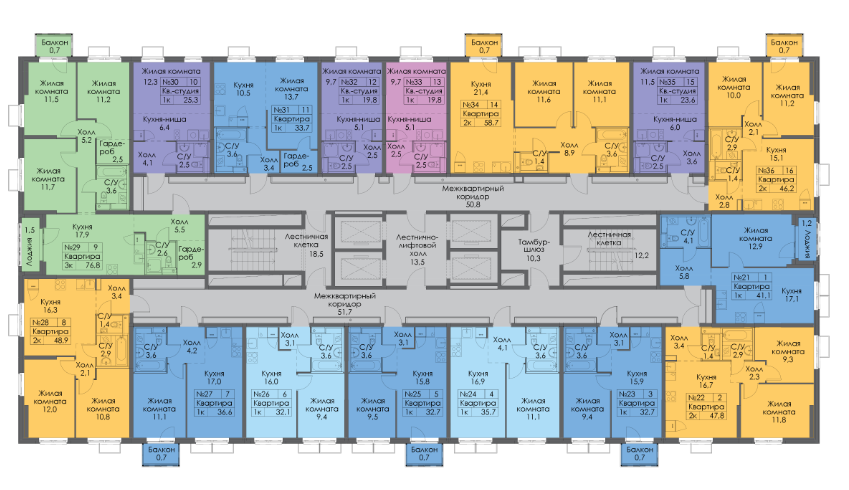 Балкон
0,7
Балкон
0,7
Балкон
0,7
Жилая
комната
11.5
Жилая
комната
11.2
Холл
5.2
Гарде-
роб
2,5
С/У
3.6
Жилая
комната
11.7
Жилая комната
12.3
№30 10
Кв-студия
1к 25.3
Кухня-ниша
6.4
Холл
4,1
С/У
2.5
Кухня
10.5
Жилая
комната
13.7
№31 11
Квартира
1к 33.7
С/У
3.6
Холл
3.4
Гардероб
2.5
Жилая комната
9.7
№32 12
Кв-студия
1к 19.8
Кухня-ниша
5.1
С/У
2.5
Холл
2.5
Жилая комната
9.7
№33 13
Кв-студия
1к 19.8
Кухня-ниша
5.1
Холл
2.5
С/У
2.5
Кухня
21.4
№34 14
Квартира
2к 58.7
Жилая
комната
11.6
Жилая
комната
11.1
С/У
1.4
Холл
8.9
С/У
3.6
Жилая комната
11.5
№35 15
Кв-студия
1к 23.6
Кухня-ниша
6.0
С/У
2.5
Холл
3.6
Жилая
комната
10.0
Жилая
комната
11.2
Холл
2.1
С/У
2.9
Кухня
15.1
С/У
1.4
№36 16
Квартира
2к 46.2
Холл
2.8
Межквартирный
коридор
50.8
Лоджия
1.5
Кухня
17.9
№29 9
Квартира
3к 76.8
Холл
5.5
С/У
2.6
Гарде-
роб
2.9
Лестничная
клетка
18.5
Лестнично-
лифтовой
холл
13.5
Тамбур-
шлюз
10.3
Лестничная
клетка
12.2
С/У
4,1
Жилая
комната
12.9
1.2
Лоджия
Холл
5.8
№21 1
Квартира
1к 41,1
Кухня
17.1
Межквартирный
коридор
51.7
Кухня
16.3
Холл
3.4
№28 8
Квартира
2к 48.9
С/У
1,4
С/У
2.9
Холл
2.1
Жилая
комната
12.0
Жилая
комната
10.8
С/У
3.6
Холл
4.2
Кухня
17.0
№27 7
Квартира
1к 36.6
Жилая
комната
11.1
Балкон
0.7
Холл
3.1
Кухня
16.0
С/У
3.6
№26 6
Квартира
1к 32.1
Жилая
комната
9.4
С/У
3.6
Холл
3.1
Кухня
15.8
№25 5
Квартира
1к 32.7
Жилая
комната
9.5
Балкон
0.7
Холл
4,1
С/У
3.6
Кухня
16.9
№24 4
Квартира
1к 35.7
Жилая
комната
11,1
С/У
3.6
Холл
3.1
Кухня
15.9
№23 3
Квартира
1к 32.7
Жилая
комната
9.4
Балкон
0.7
Холл
3.4
С/У
1.4
С/У
2.9
Кухня
16.7
№22 2
Квартира
2к 47.8
Холл
2.3
Жилая
комната
9.3
Жилая
комната
11.8